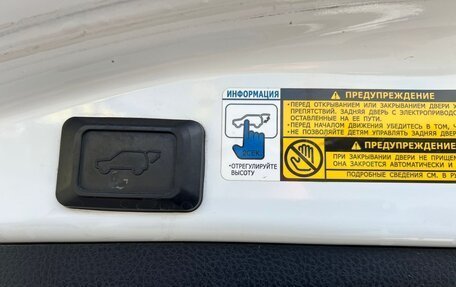 ИНФОРМАЦИЯ
2СЕК.
•ОТРЕГУЛИРУЙТЕ
ВЫСОТУ
ПРЕДУПРЕЖДЕНИЕ
•ПЕРЕД ОТКРЫВАНИЕМ ИЛИ ЗАКРЫВАНИЕМ ДВЕРИ
ПРЕПЯТСТВИЙ. ЗАДНЯЯ ДВЕРЬ С ЭЛЕКТРОПРИВОДО
ОСТАВЛЕННЫЕ НА ЕЕ ПУТИ.
•ПЕРЕД НАЧАЛОМ ДВИЖЕНИЯ УБЕДИТЕСЬ В ТОМ,
•НЕ ПОЗВОЛЯЙТЕ ДЕТЯМ УПРАВЛЯТЬ ЗАДНЕЙ
ПРЕДУПРЕЖДЕНИЕ
ПРИ ЗАКРЫВАНИИ ДВЕРИ НЕ ПРИЩЕМ
ОНА ЗАКРОЕТСЯ АВТОМАТИЧЕСКИ И
ПОДРОБНЫЕ СВЕДЕНИЯ СМ. В РУ